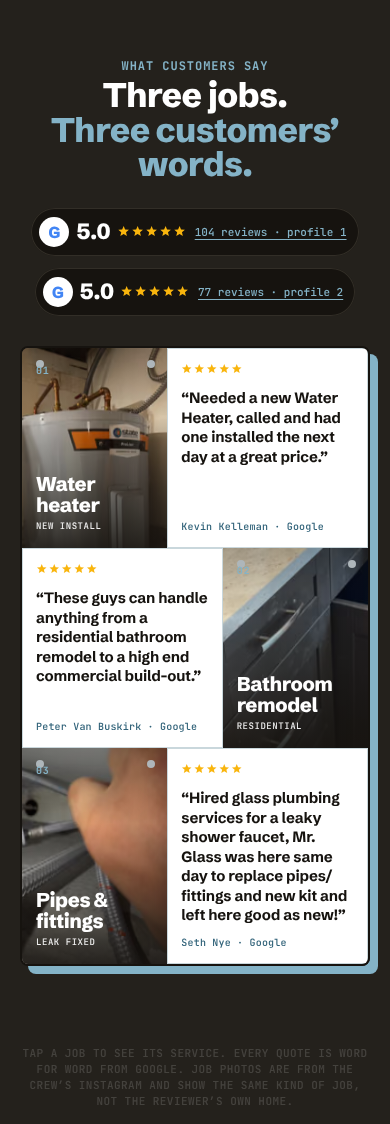 WHAT CUSTOMERS SAY
Three jobs.
Three customers’
words.
G 5.0 ★★★★★ 104 reviews · profile 1
G 5.0 ★★★★★ 77 reviews · profile 2
01
state
Water
heater
NEW INSTALL
★★★★★
“Needed a new Water
Heater, called and had
one installed the next
day at a great price.”
Kevin Kelleman · Google
★★★★★
“These guys can handle
anything from a
residential bathroom
remodel to a high end
commercial build-out.”
Peter Van Buskirk · Google
Bathroom
remodel
RESIDENTIAL
03
Pipes &
fittings
LEAK FIXED
★★★★★
“Hired glass plumbing
services for a leaky
shower faucet, Mr.
Glass was here same
day to replace pipes/
fittings and new kit and
left here good as new!”
Seth Nye · Google
TAP A JOB TO SEE ITS SERVICE. EVERY QUOTE IS WORD
FOR WORD FROM GOOGLE. JOB PHOTOS ARE FROM THE
CREW’S INSTAGRAM AND SHOW THE SAME KIND OF JOB,
NOT THE REVIEWER’S OWN HOME.